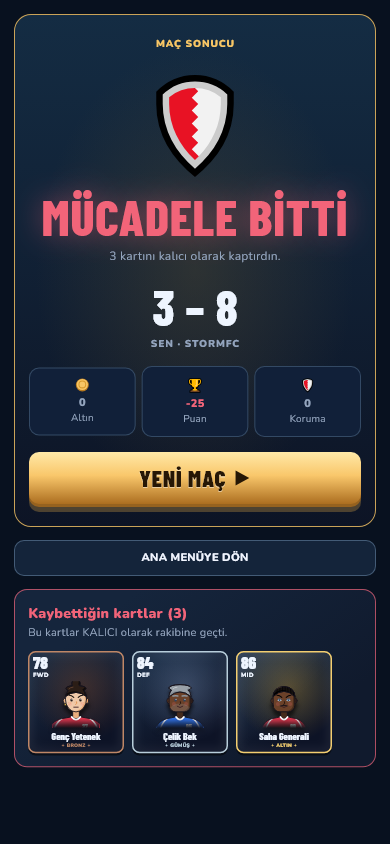 MAÇ SONUCU
MÜCADELE BİTTİ
3 kartını kalıcı olarak kaptırdın.
3 – 8
SEN · STORMFC
0
Altın
-25
Puan
0
Koruma
YENİ MAÇ ▶
ANA MENÜYE DÖN
Kaybettiğin kartlar (3)
Bu kartlar KALICI olarak rakibine geçti.
78
FWD
Genç Yetenek
• BRONZ •
84
DEF
Çelik Bek
• GÜMÜŞ •
86
MID
Saha Generali
• ALTIN •